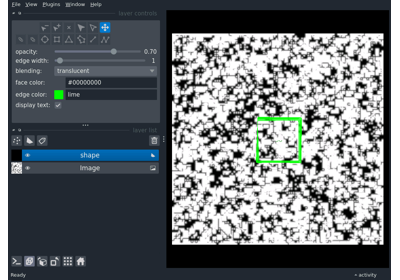 File View Plugins Window Help
layer controls
opacity: 0.70
edge width: 1
blending: translucent
face color: #00000000
edge color: lime
display text:
layer list
shape
Image
Ready activity